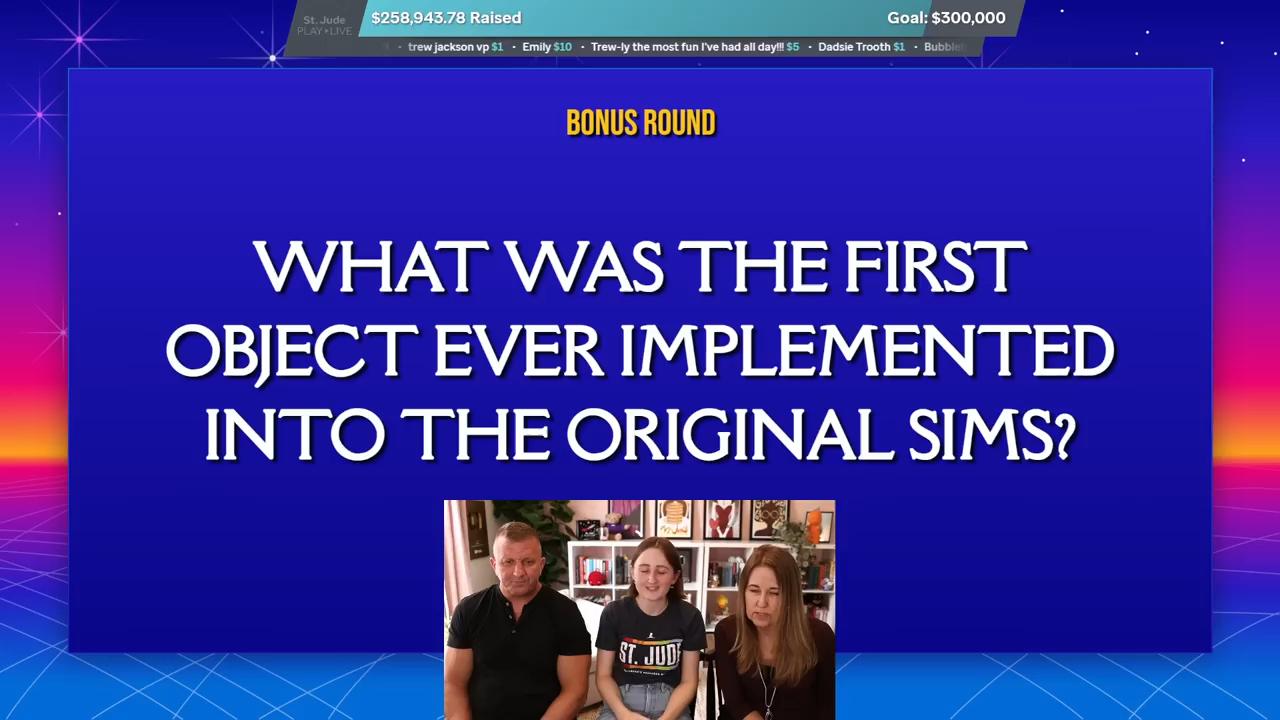 St. Jude
PLAY LIVE
$258,943.78 Raised
Goal: $300,000
trew jackson vp $1 · Emily $10 · Trew-ly the most fun I've had all day!!! $5 · Dadsie Trooth $1 ·
BONUS ROUND
WHAT WAS THE FIRST
OBJECT EVER IMPLEMENTED
INTO THE ORIGINAL SIMS?
ST. JUDE